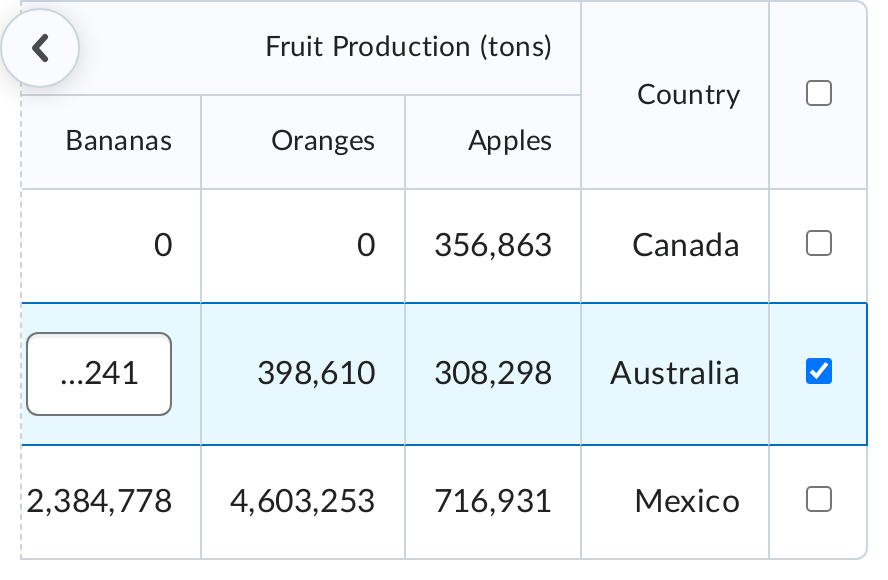 Fruit Production (tons)
Country
Bananas Oranges Apples
0 0 356,863 Canada
...241 398,610 308,298 Australia
2,384,778 4,603,253 716,931 Mexico